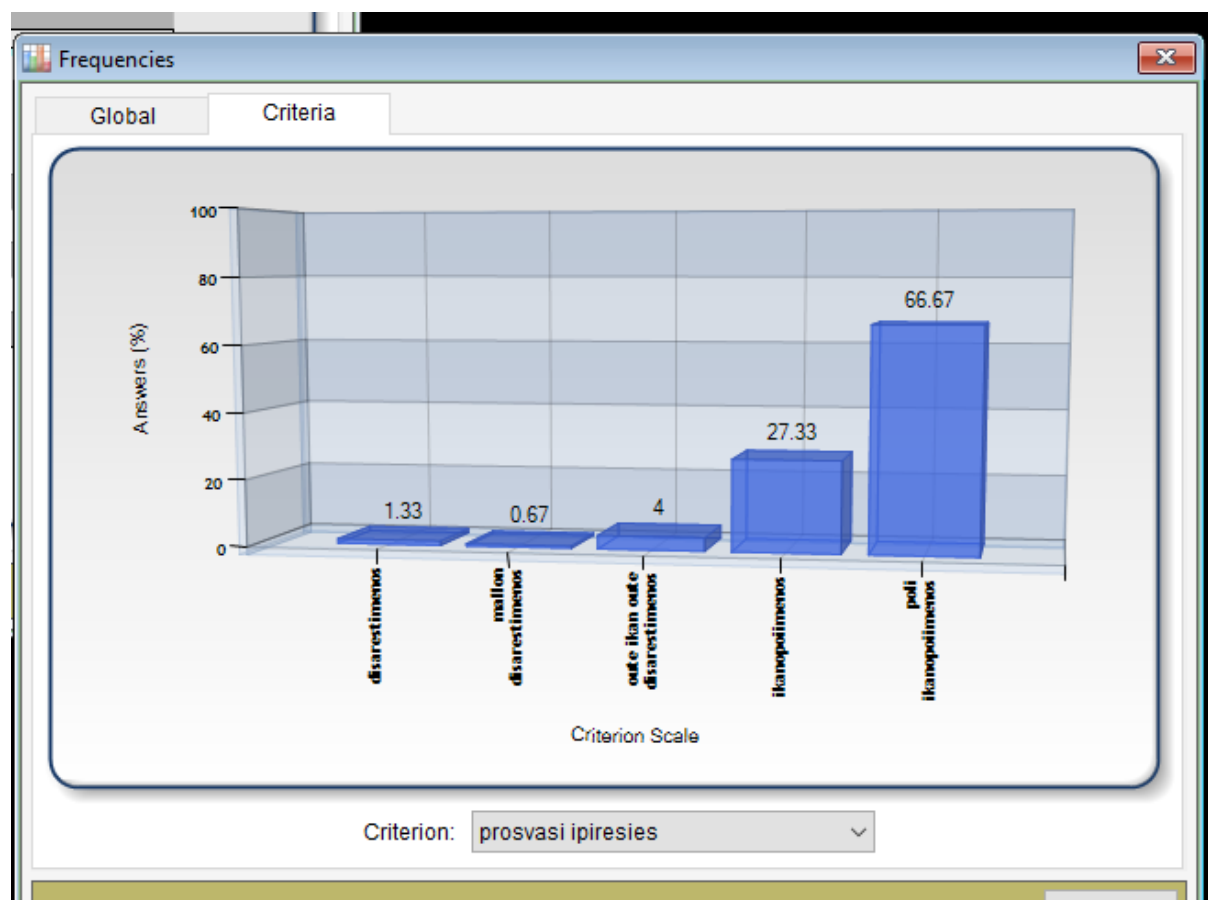 Frequencies
Global
Criteria
100
80
60
40
20
0
Answers (%)
1.33
0.67
4
27.33
66.67
disarestimenos
mallon
disarestimenos
oute ikan oute
disarestimenos
ikanopoiimenos
poli
ikanopoiimenos
Criterion Scale
Criterion:
prosvasi ipiresies